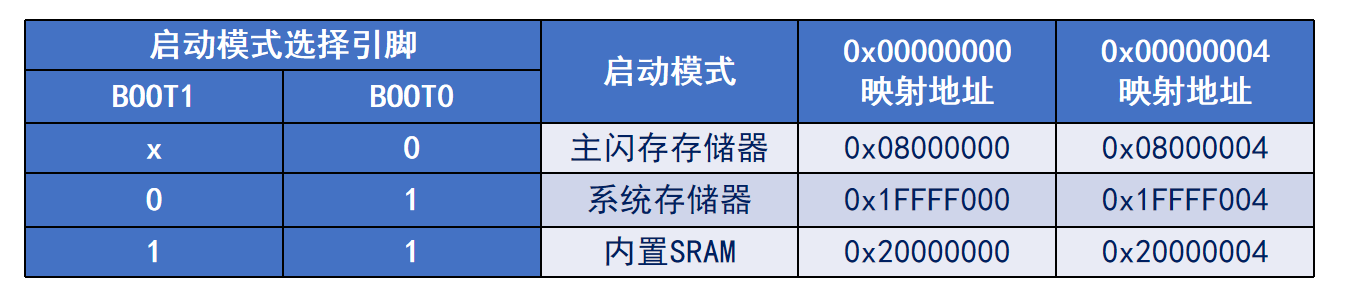 启动模式选择引脚
启动模式
0x00000000
映射地址
0x00000004
映射地址
BOOT1
BOOT0
x
0
主闪存存储器
0x08000000
0x08000004
0
1
系统存储器
0x1FFFF000
0x1FFFF004
1
1
内置SRAM
0x20000000
0x20000004